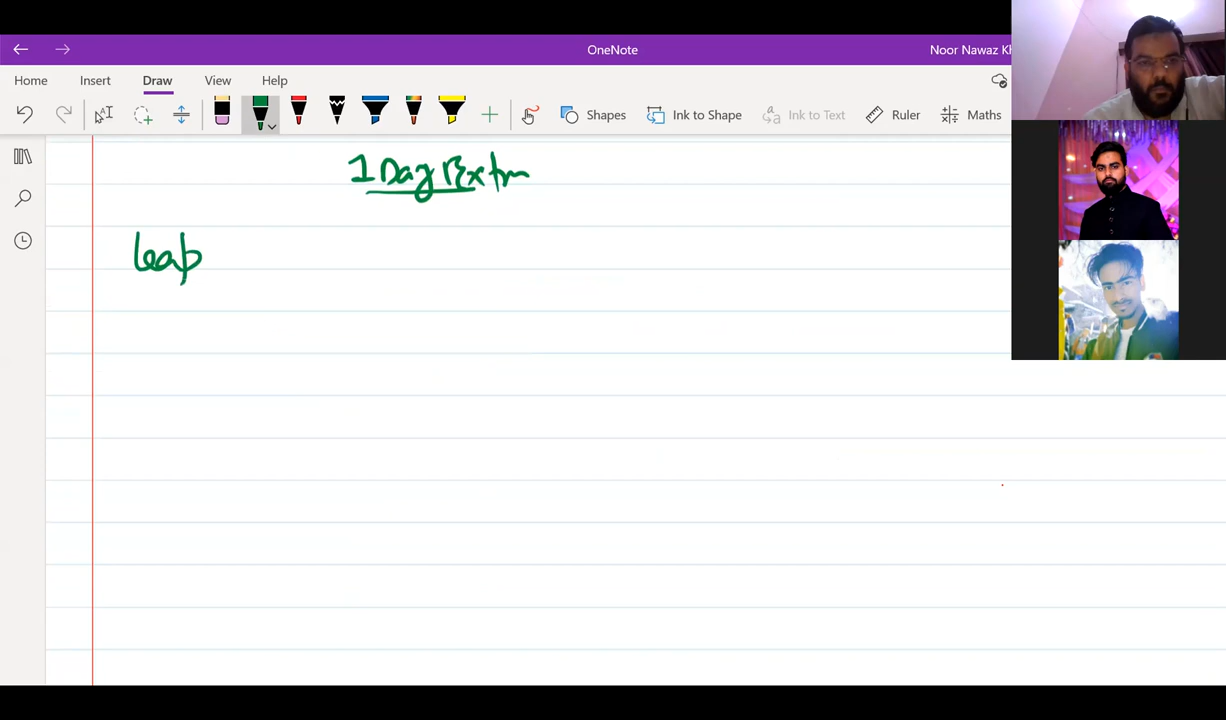 OneNote
Noor Nawaz Kh
Home Insert Draw View Help
Shapes Ink to Shape Ink to Text Ruler Maths
1 Day Extra
leap